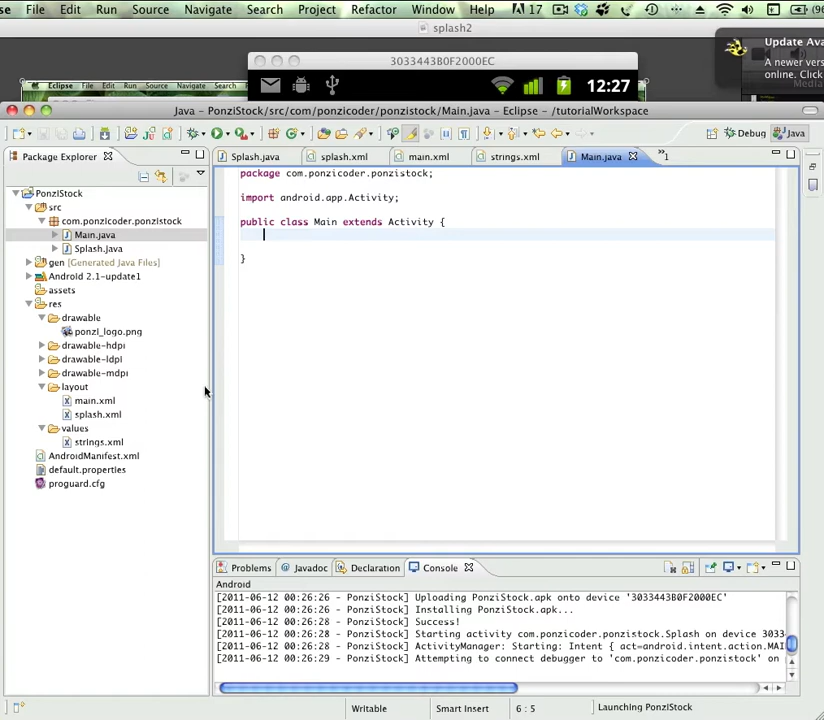 se File Edit Run Source Navigate Search Project Refactor Window Help 17
splash2
3033443B0F2000EC
Update Ava
A newer vers
online. Click
12:27
Eclipse File Edit Run Source Navigate Search
Java - PonziStock/src/com/ponzicoder/ponzistock/Main.java - Eclipse - /tutorialWorkspace
Debug Java
Package Explorer
Splash.java splash.xml main.xml strings.xml Main.java »1
PonziStock
src
com.ponzicoder.ponzistock
Main.java
Splash.java
gen [Generated Java Files]
Android 2.1-update1
assets
res
drawable
ponzi_logo.png
drawable-hdpi
drawable-ldpi
drawable-mdpi
layout
main.xml
splash.xml
values
strings.xml
AndroidManifest.xml
default.properties
proguard.cfg
package com.ponzicoder.ponzistock;
import android.app.Activity;
public class Main extends Activity {
}
Problems Javadoc Declaration Console
Android
[2011-06-12 00:26:26 - PonziStock] Uploading PonziStock.apk onto device '3033443B0F2000EC'
[2011-06-12 00:26:26 - PonziStock] Installing PonziStock.apk...
[2011-06-12 00:26:28 - PonziStock] Success!
[2011-06-12 00:26:28 - PonziStock] Starting activity com.ponzicoder.ponzistock.Splash on device 3033
[2011-06-12 00:26:28 - PonziStock] ActivityManager: Starting: Intent { act=android.intent.action.MAI
[2011-06-12 00:26:29 - PonziStock] Attempting to connect debugger to 'com.ponzicoder.ponzistock' on
Writable Smart Insert 6 : 5 Launching PonziStock